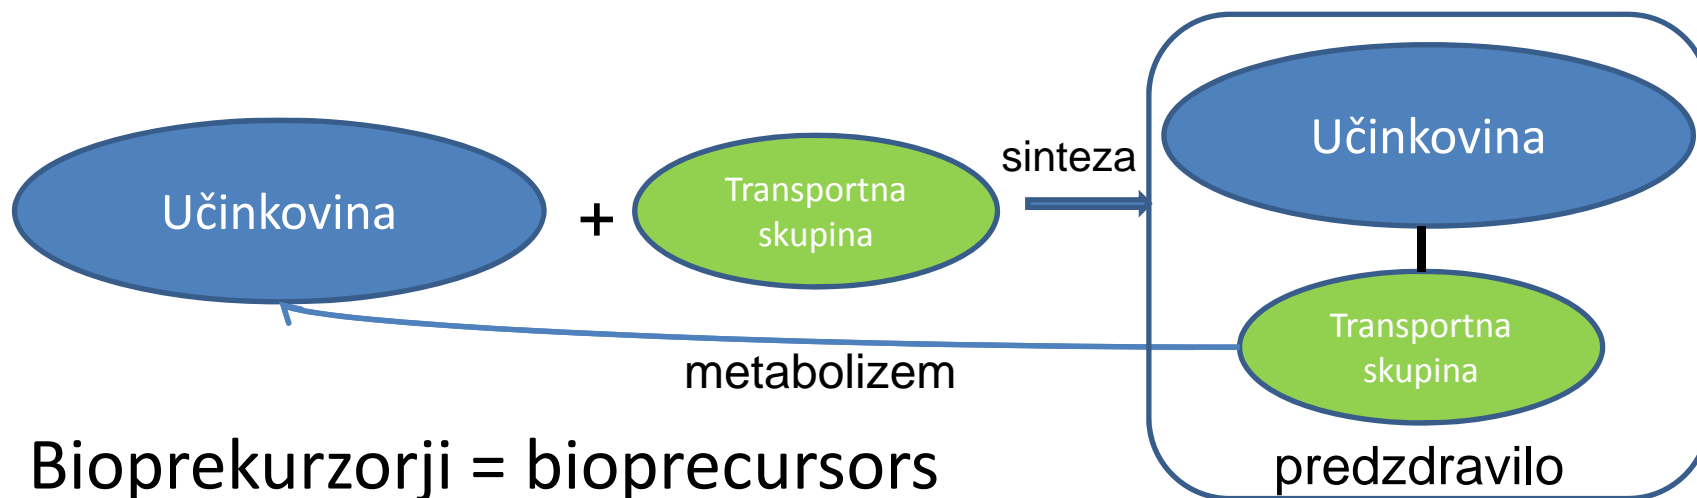 Učinkovina
+
Transportna
skupina
sinteza
Učinkovina
Transportna
skupina
metabolizem
predzdravilo
Bioprekurzorji = bioprecursors